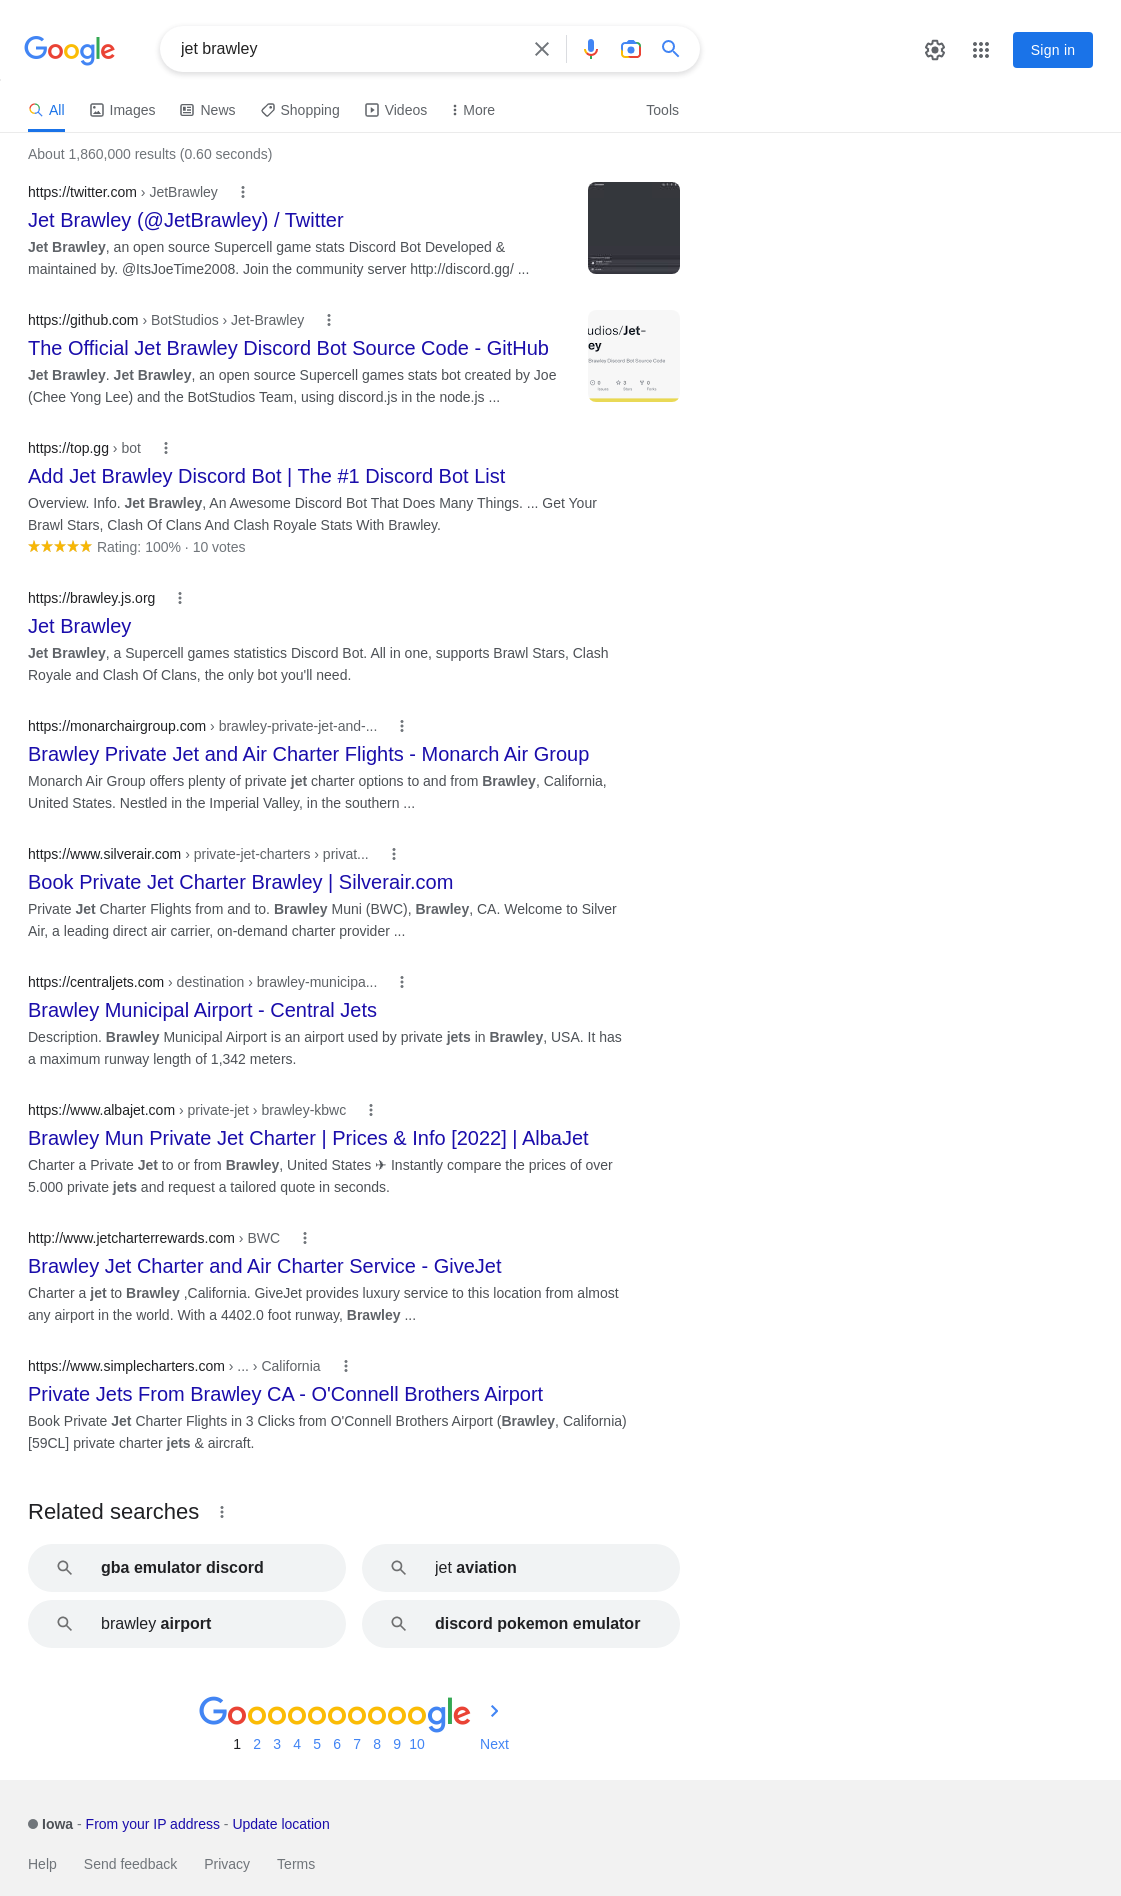 Google
jet brawley
Sign in
All
Images
News
Shopping
Videos
More
Tools
About 1,860,000 results (0.60 seconds)
https://twitter.com › JetBrawley
Jet Brawley (@JetBrawley) / Twitter
Jet Brawley, an open source Supercell game stats Discord Bot Developed &
maintained by. @ItsJoeTime2008. Join the community server http://discord.gg/ ...
https://github.com › BotStudios › Jet-Brawley
The Official Jet Brawley Discord Bot Source Code - GitHub
Jet Brawley. Jet Brawley, an open source Supercell games stats bot created by Joe
(Chee Yong Lee) and the BotStudios Team, using discord.js in the node.js ...
udios/Jet-
ey
Brawley Discord Bot Source Code
https://top.gg › bot
Add Jet Brawley Discord Bot | The #1 Discord Bot List
Overview. Info. Jet Brawley, An Awesome Discord Bot That Does Many Things. ... Get Your
Brawl Stars, Clash Of Clans And Clash Royale Stats With Brawley.
Rating: 100% · 10 votes
https://brawley.js.org
Jet Brawley
Jet Brawley, a Supercell games statistics Discord Bot. All in one, supports Brawl Stars, Clash
Royale and Clash Of Clans, the only bot you'll need.
https://monarchairgroup.com › brawley-private-jet-and-...
Brawley Private Jet and Air Charter Flights - Monarch Air Group
Monarch Air Group offers plenty of private jet charter options to and from Brawley, California,
United States. Nestled in the Imperial Valley, in the southern ...
https://www.silverair.com › private-jet-charters › privat...
Book Private Jet Charter Brawley | Silverair.com
Private Jet Charter Flights from and to. Brawley Muni (BWC), Brawley, CA. Welcome to Silver
Air, a leading direct air carrier, on-demand charter provider ...
https://centraljets.com › destination › brawley-municipa...
Brawley Municipal Airport - Central Jets
Description. Brawley Municipal Airport is an airport used by private jets in Brawley, USA. It has
a maximum runway length of 1,342 meters.
https://www.albajet.com › private-jet › brawley-kbwc
Brawley Mun Private Jet Charter | Prices & Info [2022] | AlbaJet
Charter a Private Jet to or from Brawley, United States ✈ Instantly compare the prices of over
5.000 private jets and request a tailored quote in seconds.
http://www.jetcharterrewards.com › BWC
Brawley Jet Charter and Air Charter Service - GiveJet
Charter a jet to Brawley ,California. GiveJet provides luxury service to this location from almost
any airport in the world. With a 4402.0 foot runway, Brawley ...
https://www.simplecharters.com › ... › California
Private Jets From Brawley CA - O'Connell Brothers Airport
Book Private Jet Charter Flights in 3 Clicks from O'Connell Brothers Airport (Brawley, California)
[59CL] private charter jets & aircraft.
Related searches
gba emulator discord
jet aviation
brawley airport
discord pokemon emulator
Goooooooooogle
1 2 3 4 5 6 7 8 9 10 Next
Iowa - From your IP address - Update location
Help Send feedback Privacy Terms